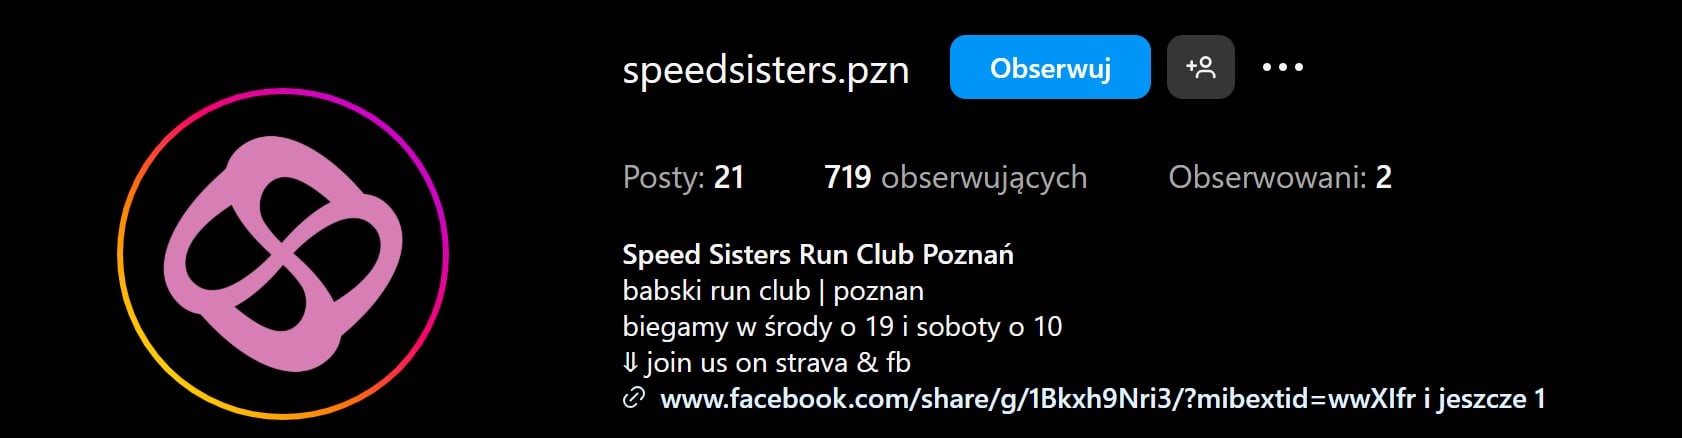 speedsisters.pzn Obserwuj
Posty: 21 719 obserwujących Obserwowani: 2
Speed Sisters Run Club Poznań
babski run club | poznan
biegamy w środy o 19 i soboty o 10
⇓ join us on strava & fb
www.facebook.com/share/g/1Bkxh9Nri3/?mibextid=wwXIfr i jeszcze 1